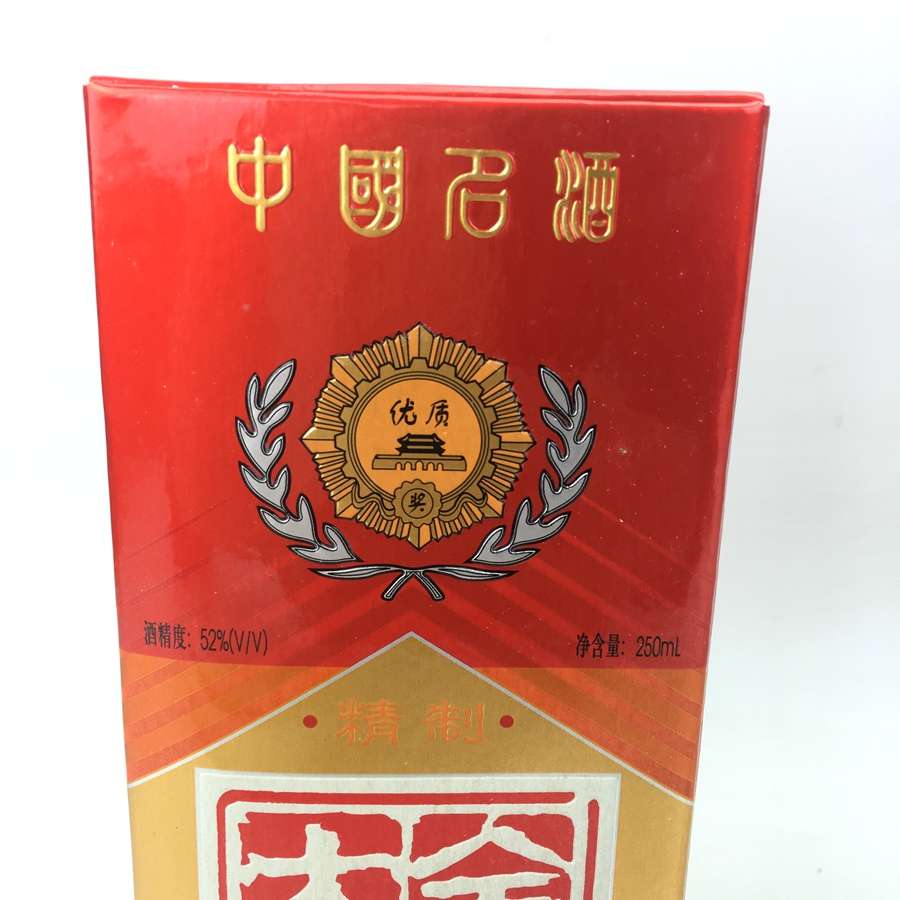 中國名酒
优质
奖
酒精度: 52%(V/V)
净含量: 250mL
·精制·